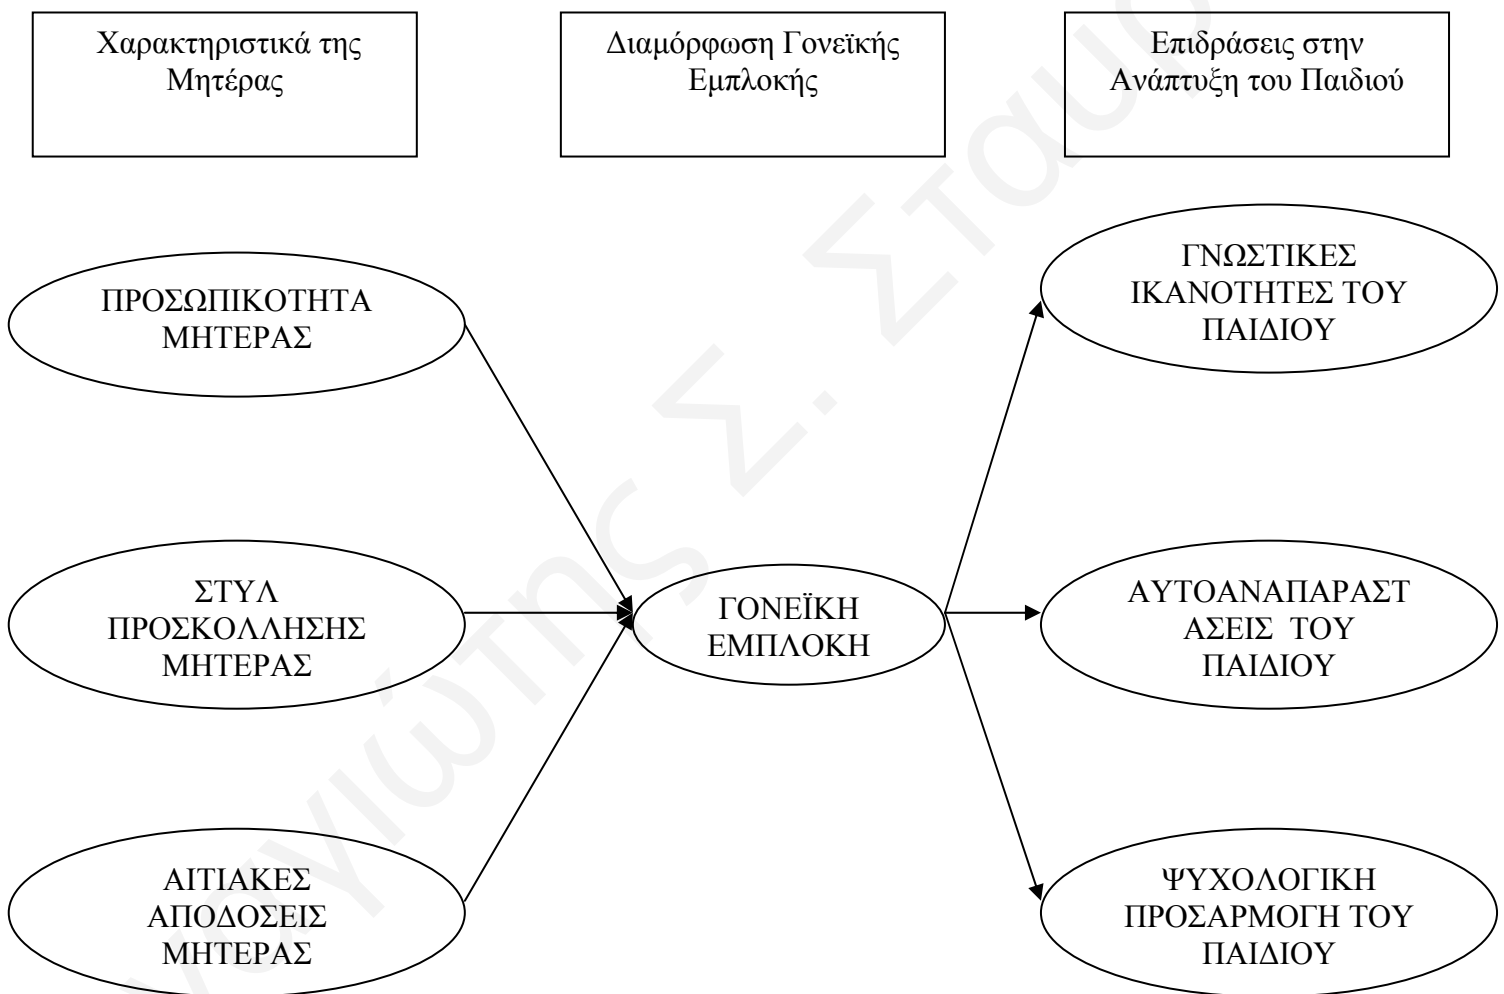 Χαρακτηριστικά της
Μητέρας
Διαμόρφωση Γονεϊκής
Εμπλοκής
Επιδράσεις στην
Ανάπτυξη του Παιδιού
ΠΡΟΣΩΠΙΚΟΤΗΤΑ
ΜΗΤΕΡΑΣ
ΣΤΥΛ
ΠΡΟΣΚΟΛΛΗΣΗΣ
ΜΗΤΕΡΑΣ
ΑΙΤΙΑΚΕΣ
ΑΠΟΔΟΣΕΙΣ
ΜΗΤΕΡΑΣ
ΓΟΝΕΪΚΗ
ΕΜΠΛΟΚΗ
ΓΝΩΣΤΙΚΕΣ
ΙΚΑΝΟΤΗΤΕΣ ΤΟΥ
ΠΑΙΔΙΟΥ
ΑΥΤΟΑΝΑΠΑΡΑΣΤ
ΑΣΕΙΣ ΤΟΥ
ΠΑΙΔΙΟΥ
ΨΥΧΟΛΟΓΙΚΗ
ΠΡΟΣΑΡΜΟΓΗ ΤΟΥ
ΠΑΙΔΙΟΥ
Σ.